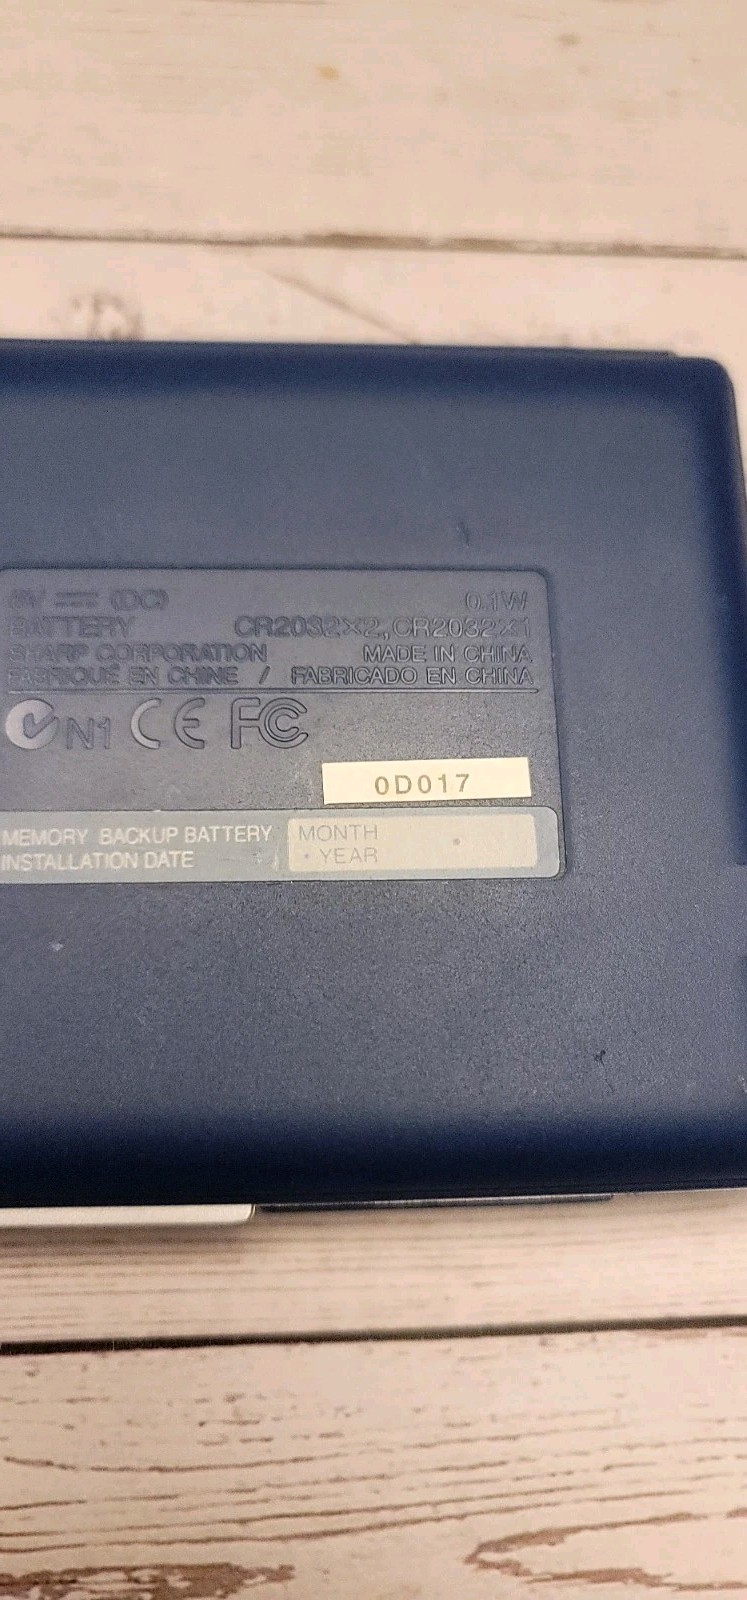 6V (DC) 0.1W
BATTERY CR2032×2, CR2032×1
SHARP CORPORATION MADE IN CHINA
FABRIQUÉ EN CHINE / FABRICADO EN CHINA
N1 CE FC
0D017
MEMORY BACKUP BATTERY MONTH
INSTALLATION DATE YEAR